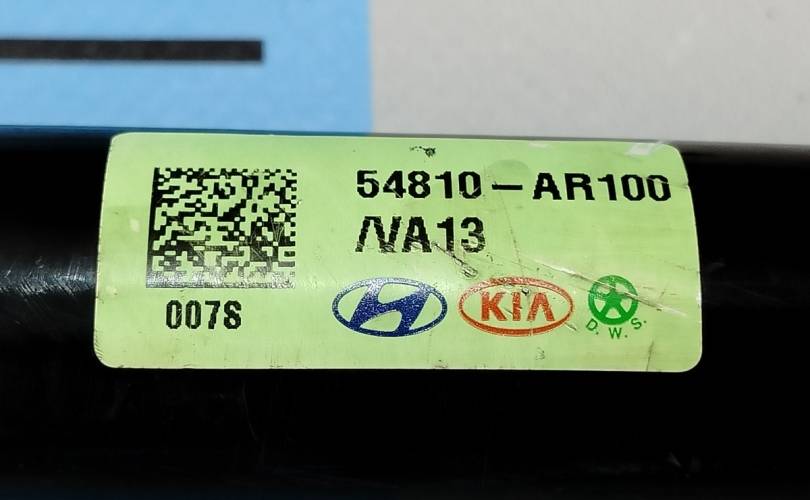 54810-AR100
/VA13
007S
KIA
D.W.S.